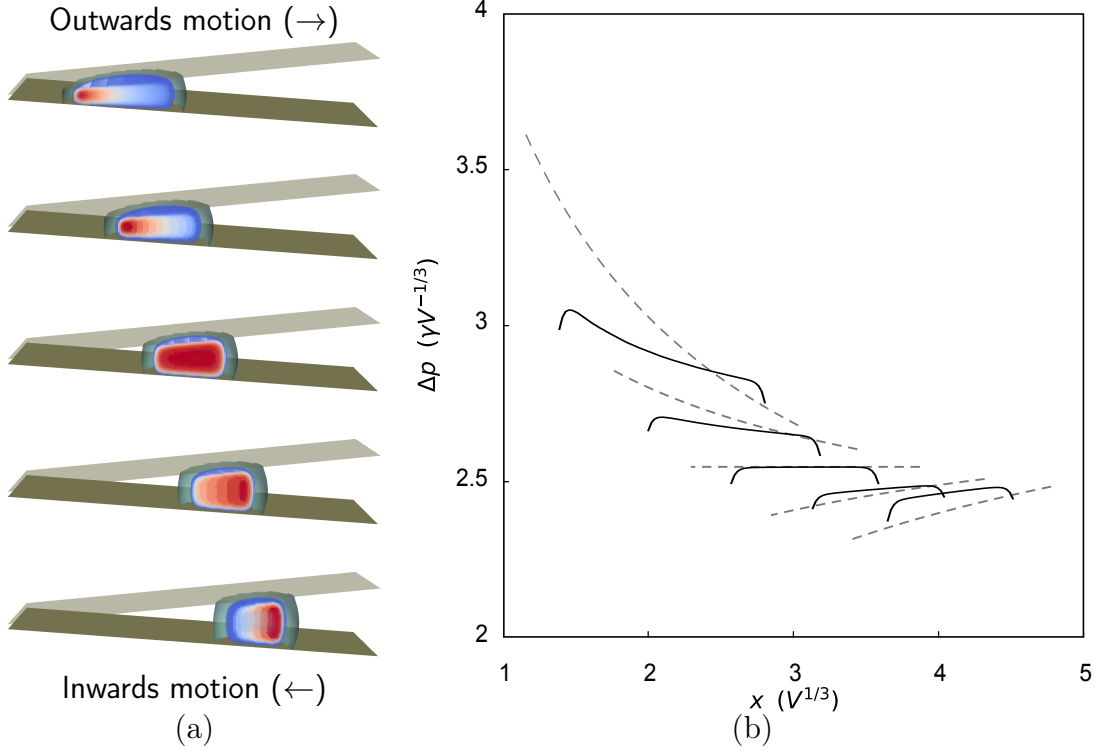 Outwards motion (→)
Inwards motion (←)
(a)
4
3.5
3
2.5
2
Δp (γV⁻¹/³)
1
2
3
4
5
x (V¹/³)
(b)